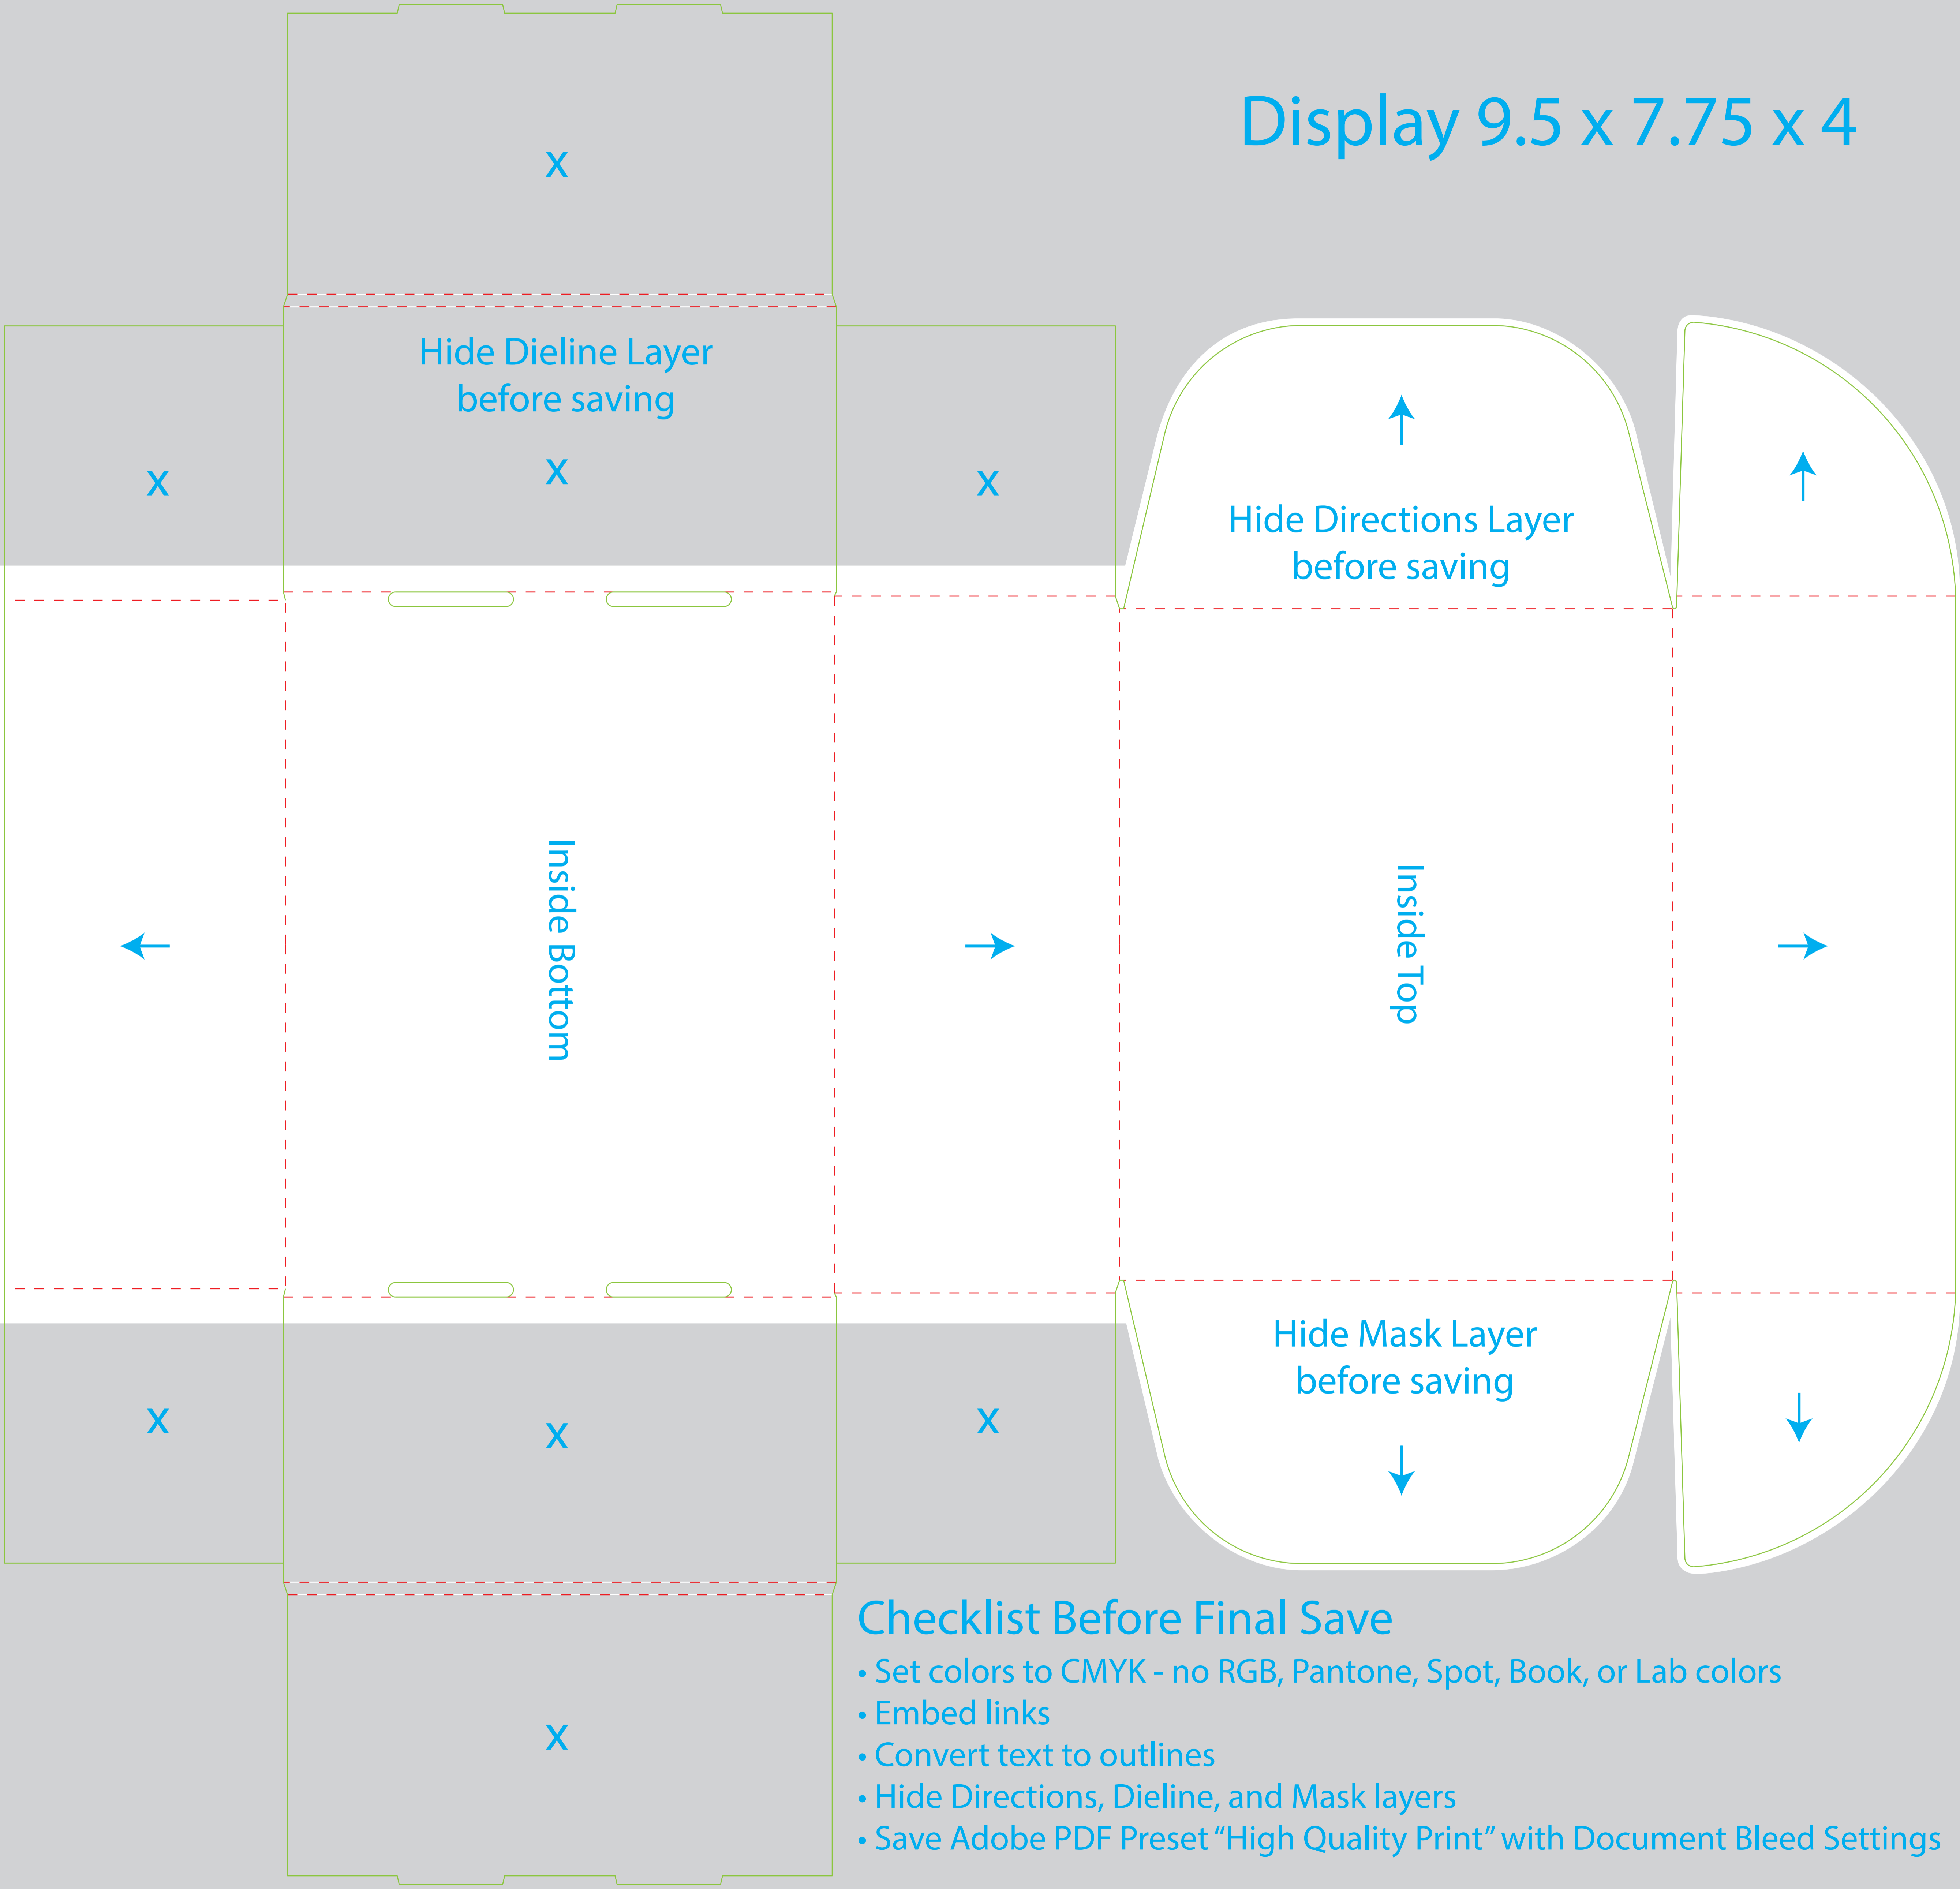 Display 9.5 x 7.75 x 4
x
Hide Dieline Layer
before saving
x
x
x
Hide Directions Layer
before saving
Inside Bottom
Inside Top
Hide Mask Layer
before saving
x
x
x
x
Checklist Before Final Save
• Set colors to CMYK - no RGB, Pantone, Spot, Book, or Lab colors
• Embed links
• Convert text to outlines
• Hide Directions, Dieline, and Mask layers
• Save Adobe PDF Preset “High Quality Print” with Document Bleed Settings